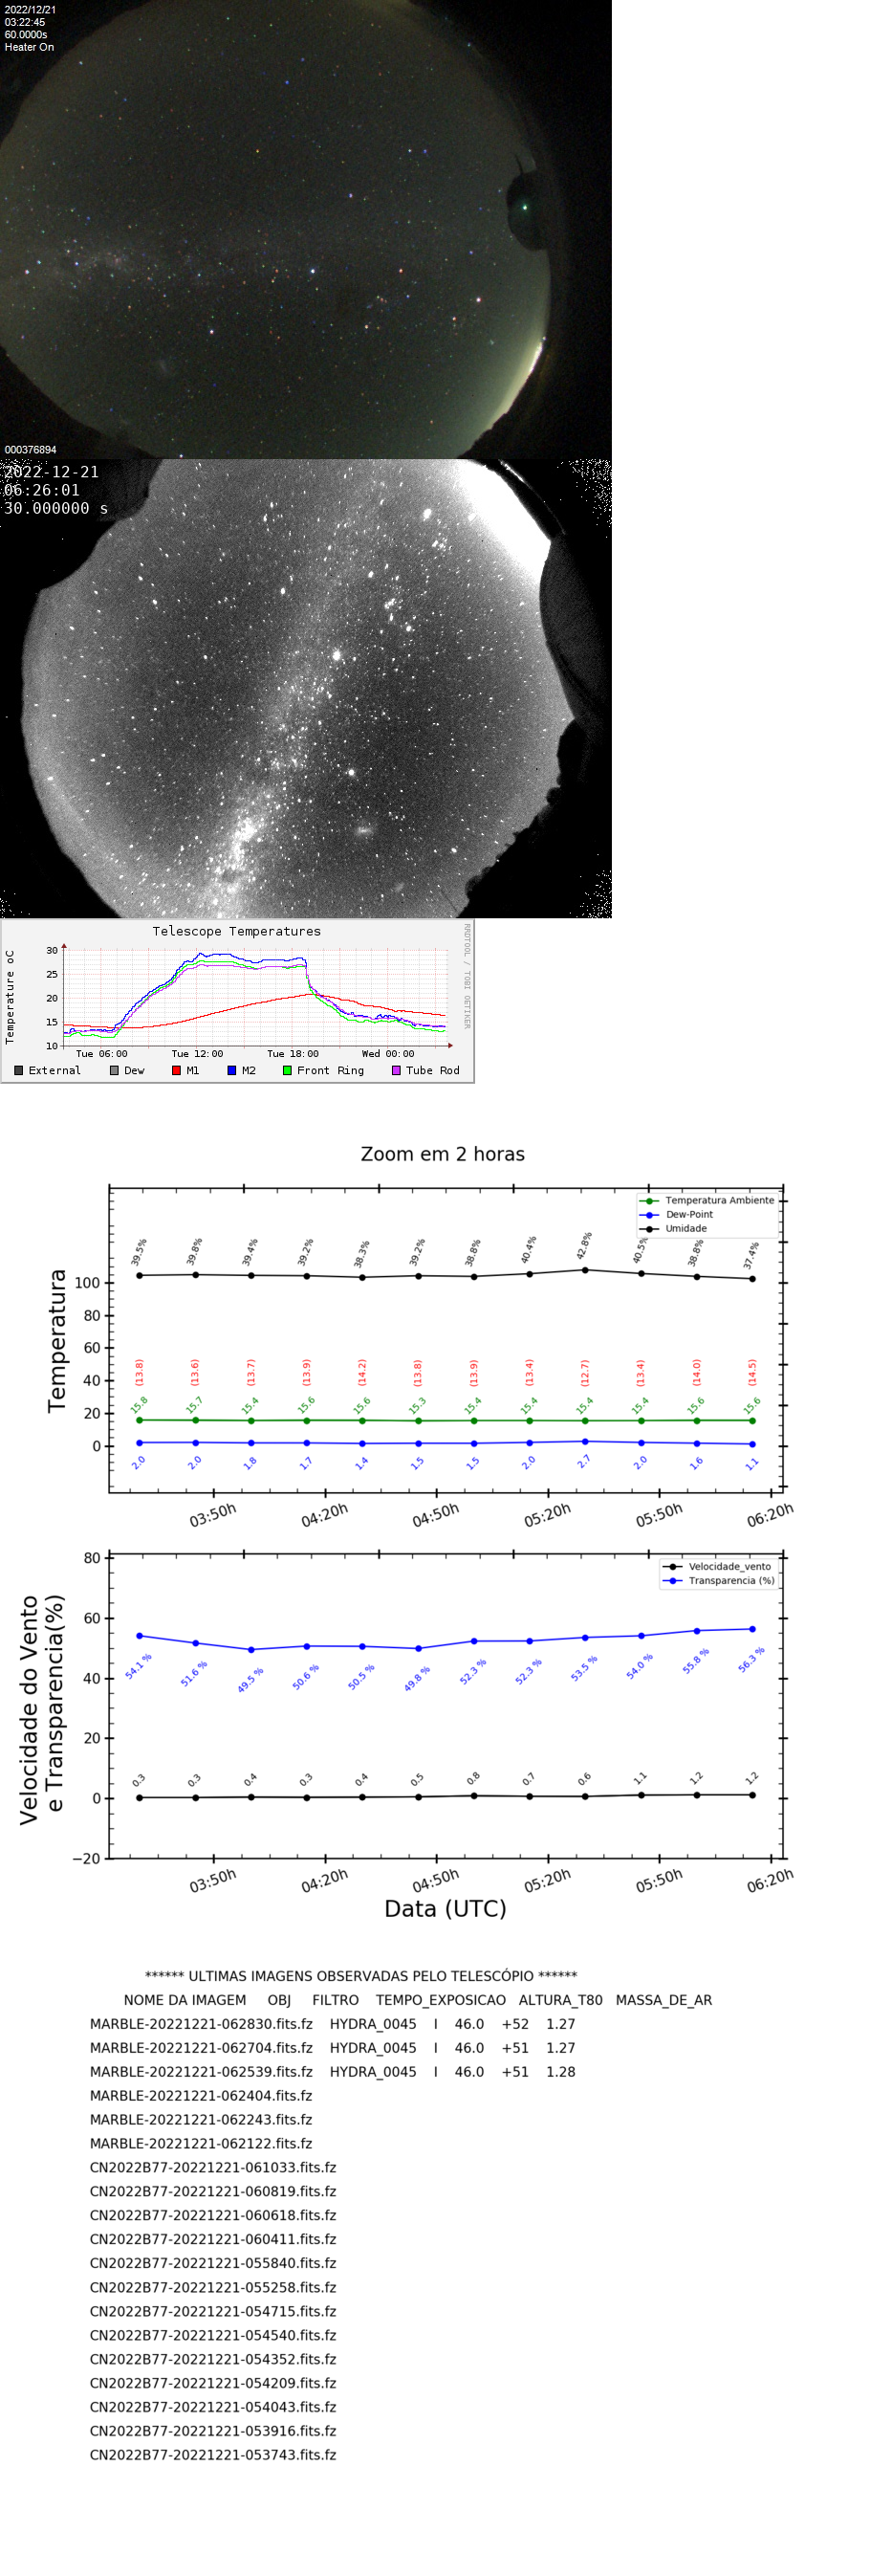 2022/12/21
03:22:45
60.0000s
Heater On
000376894
2022-12-21
06:26:01
30.000000 s
Telescope Temperatures
RRDTOOL / TOBI OETIKER
Temperature oC
30
25
20
15
10
Tue 06:00 Tue 12:00 Tue 18:00 Wed 00:00
External Dew M1 M2 Front Ring Tube Rod
Zoom em 2 horas
Temperatura Ambiente
Dew-Point
Umidade
39.5% 39.8% 39.4% 39.2% 38.3% 39.2% 38.8% 40.4% 42.8% 40.5% 38.8% 37.4%
Temperatura
100
80
60
40
20
0
(13.8) (13.6) (13.7) (13.9) (14.2) (13.8) (13.9) (13.4) (12.7) (13.4) (14.0) (14.5)
15.8 15.7 15.4 15.6 15.6 15.3 15.4 15.4 15.4 15.4 15.6 15.6
2.0 2.0 1.8 1.7 1.4 1.5 1.5 2.0 2.7 2.0 1.6 1.1
03:50h 04:20h 04:50h 05:20h 05:50h 06:20h
Velocidade do Vento
e Transparencia(%)
Velocidade_vento
Transparencia (%)
80
60
40
20
0
−20
54.1 % 51.6 % 49.5 % 50.6 % 50.5 % 49.8 % 52.3 % 52.3 % 53.5 % 54.0 % 55.8 % 56.3 %
0.3 0.3 0.4 0.3 0.4 0.5 0.8 0.7 0.6 1.1 1.2 1.2
03:50h 04:20h 04:50h 05:20h 05:50h 06:20h
Data (UTC)
****** ULTIMAS IMAGENS OBSERVADAS PELO TELESCÓPIO ******
NOME DA IMAGEM OBJ FILTRO TEMPO_EXPOSICAO ALTURA_T80 MASSA_DE_AR
MARBLE-20221221-062830.fits.fz HYDRA_0045 I 46.0 +52 1.27
MARBLE-20221221-062704.fits.fz HYDRA_0045 I 46.0 +51 1.27
MARBLE-20221221-062539.fits.fz HYDRA_0045 I 46.0 +51 1.28
MARBLE-20221221-062404.fits.fz
MARBLE-20221221-062243.fits.fz
MARBLE-20221221-062122.fits.fz
CN2022B77-20221221-061033.fits.fz
CN2022B77-20221221-060819.fits.fz
CN2022B77-20221221-060618.fits.fz
CN2022B77-20221221-060411.fits.fz
CN2022B77-20221221-055840.fits.fz
CN2022B77-20221221-055258.fits.fz
CN2022B77-20221221-054715.fits.fz
CN2022B77-20221221-054540.fits.fz
CN2022B77-20221221-054352.fits.fz
CN2022B77-20221221-054209.fits.fz
CN2022B77-20221221-054043.fits.fz
CN2022B77-20221221-053916.fits.fz
CN2022B77-20221221-053743.fits.fz